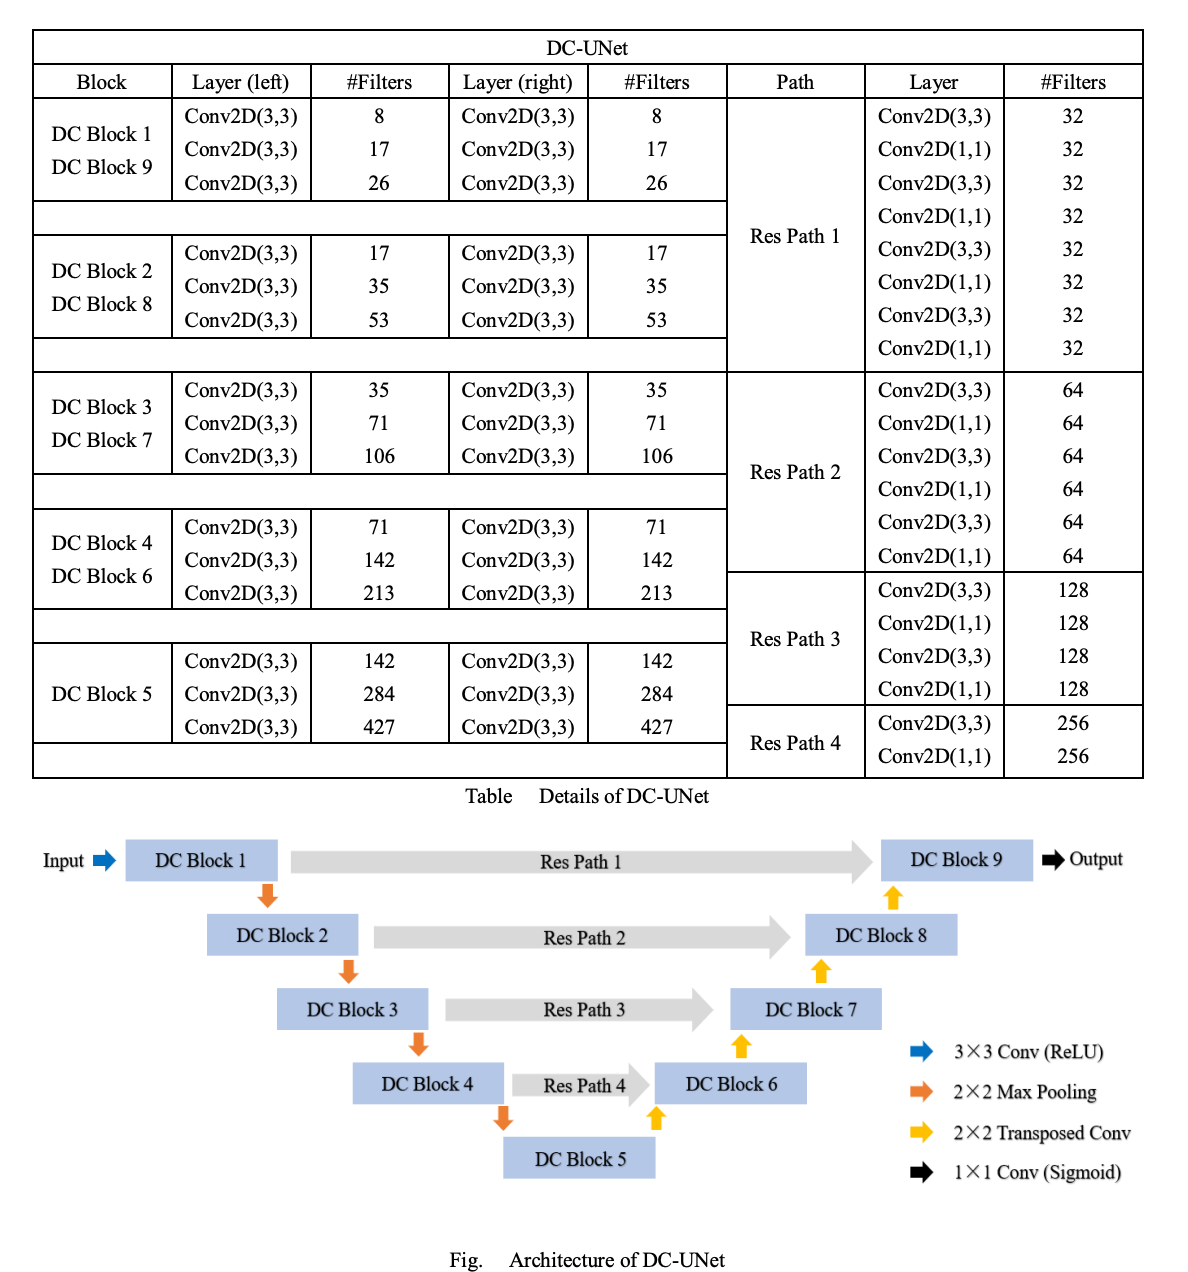 DC-UNet
Block Layer (left) #Filters Layer (right) #Filters Path Layer #Filters
DC Block 1
DC Block 9
Conv2D(3,3) 8 Conv2D(3,3) 8
Conv2D(3,3) 17 Conv2D(3,3) 17
Conv2D(3,3) 26 Conv2D(3,3) 26
DC Block 2
DC Block 8
Conv2D(3,3) 17 Conv2D(3,3) 17
Conv2D(3,3) 35 Conv2D(3,3) 35
Conv2D(3,3) 53 Conv2D(3,3) 53
DC Block 3
DC Block 7
Conv2D(3,3) 35 Conv2D(3,3) 35
Conv2D(3,3) 71 Conv2D(3,3) 71
Conv2D(3,3) 106 Conv2D(3,3) 106
DC Block 4
DC Block 6
Conv2D(3,3) 71 Conv2D(3,3) 71
Conv2D(3,3) 142 Conv2D(3,3) 142
Conv2D(3,3) 213 Conv2D(3,3) 213
DC Block 5
Conv2D(3,3) 142 Conv2D(3,3) 142
Conv2D(3,3) 284 Conv2D(3,3) 284
Conv2D(3,3) 427 Conv2D(3,3) 427
Res Path 1
Conv2D(3,3) 32
Conv2D(1,1) 32
Conv2D(3,3) 32
Conv2D(1,1) 32
Conv2D(3,3) 32
Conv2D(1,1) 32
Conv2D(3,3) 32
Conv2D(1,1) 32
Res Path 2
Conv2D(3,3) 64
Conv2D(1,1) 64
Conv2D(3,3) 64
Conv2D(1,1) 64
Conv2D(3,3) 64
Conv2D(1,1) 64
Res Path 3
Conv2D(3,3) 128
Conv2D(1,1) 128
Conv2D(3,3) 128
Conv2D(1,1) 128
Res Path 4
Conv2D(3,3) 256
Conv2D(1,1) 256
Table Details of DC-UNet
Input DC Block 1 Res Path 1 DC Block 9 Output
DC Block 2 Res Path 2 DC Block 8
DC Block 3 Res Path 3 DC Block 7
DC Block 4 Res Path 4 DC Block 6
DC Block 5
3×3 Conv (ReLU)
2×2 Max Pooling
2×2 Transposed Conv
1×1 Conv (Sigmoid)
Fig. Architecture of DC-UNet